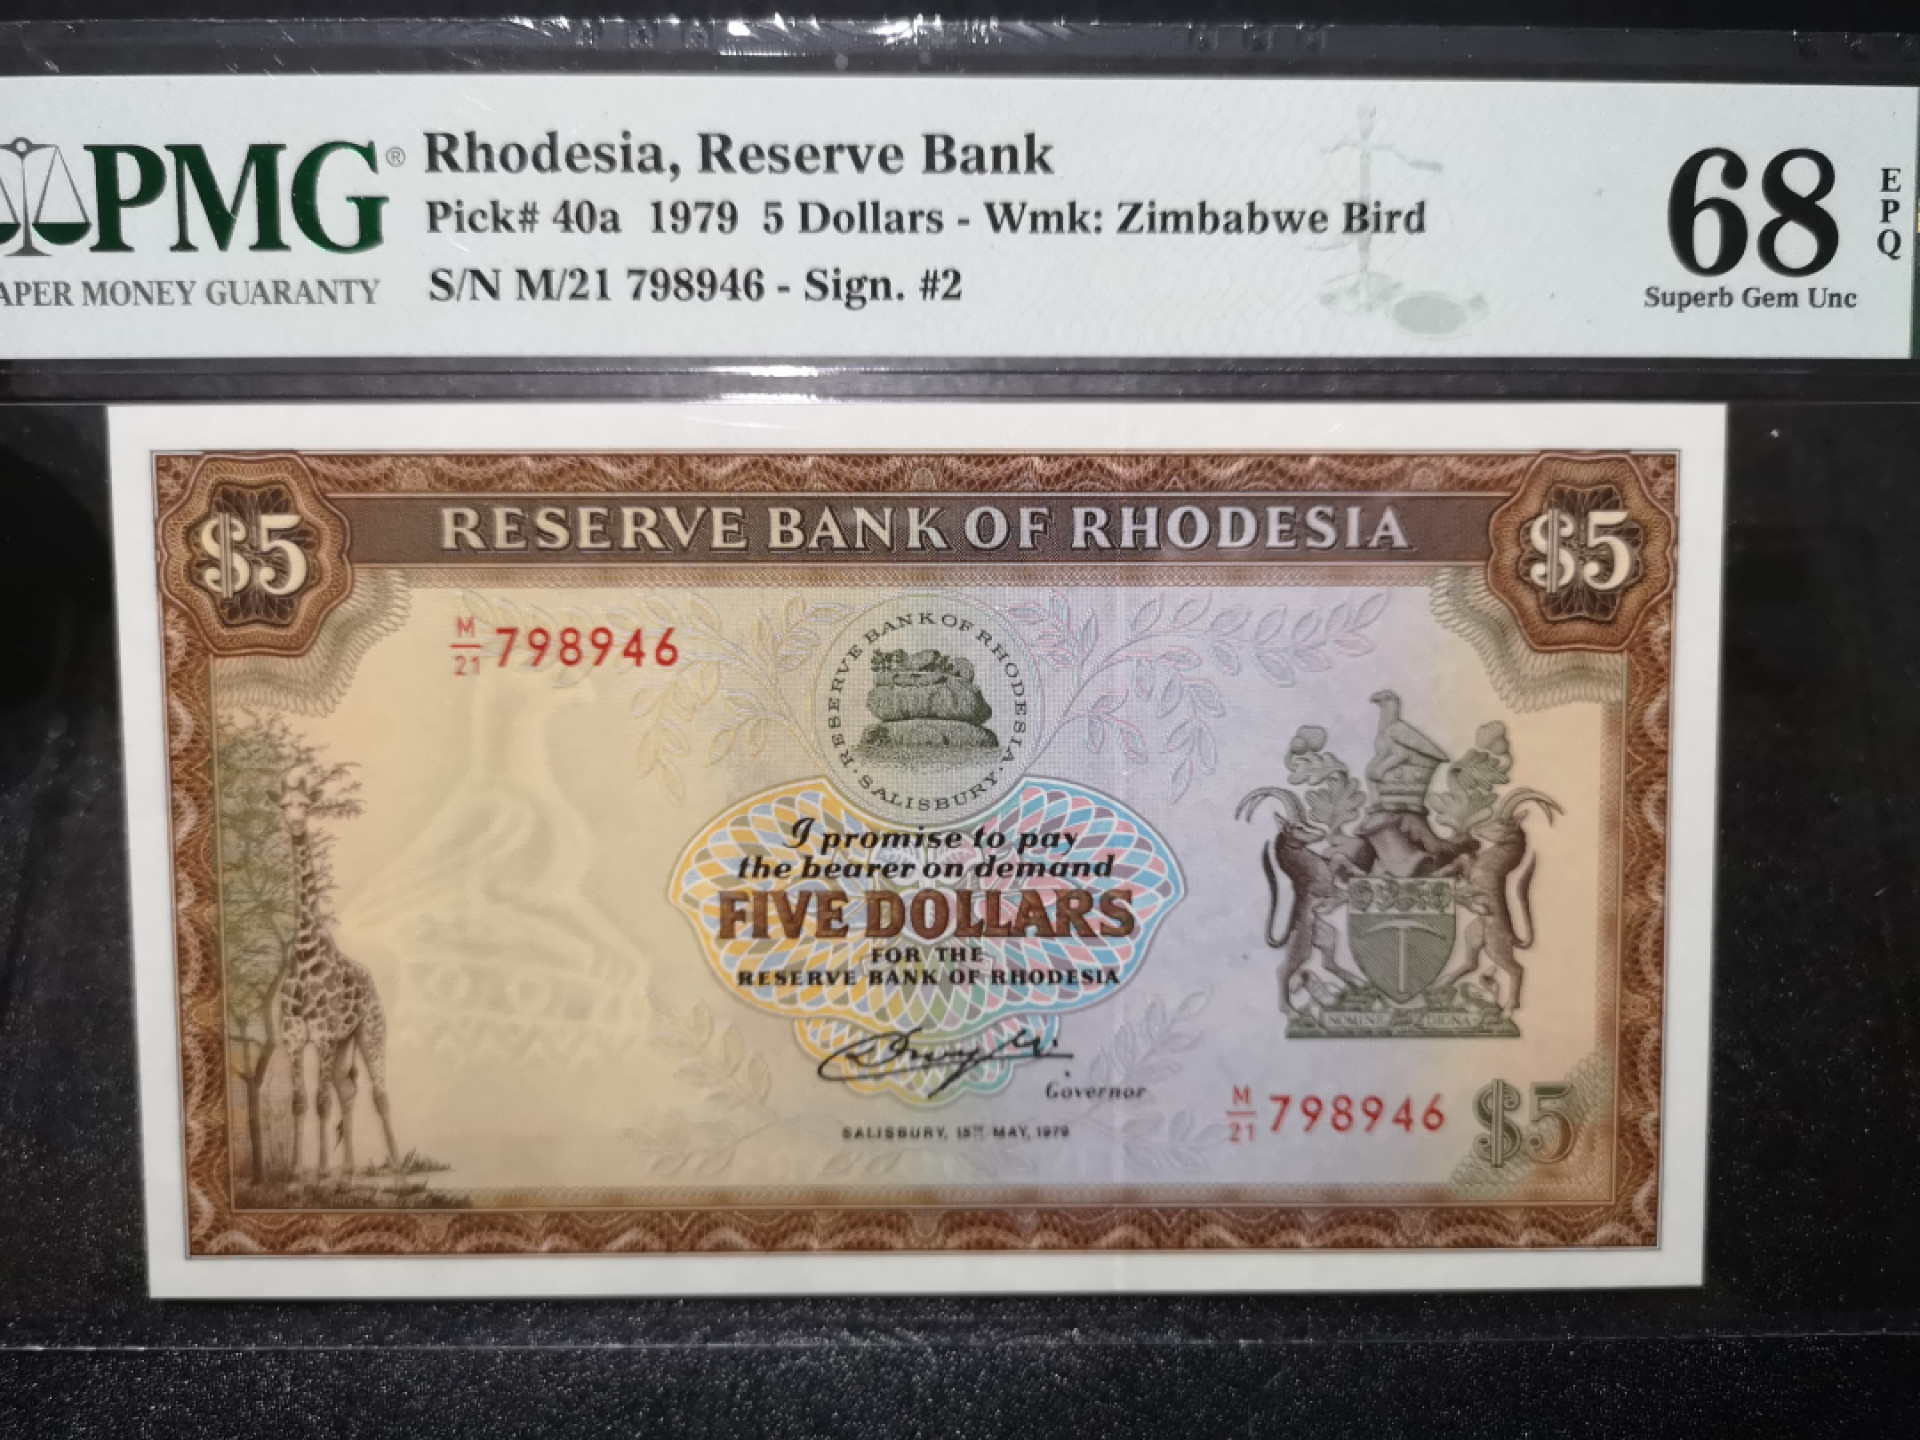 PMG®
APER MONEY GUARANTY
Rhodesia, Reserve Bank
Pick# 40a 1979 5 Dollars - Wmk: Zimbabwe Bird
S/N M/21 798946 - Sign. #2
68
EPQ
Superb Gem Unc
$5
RESERVE BANK OF RHODESIA
$5
M/21 798946
RESERVE BANK OF RHODESIA · SALISBURY ·
I promise to pay
the bearer on demand
FIVE DOLLARS
FOR THE
RESERVE BANK OF RHODESIA
Governor
SALISBURY, 15TH MAY, 1979
M/21 798946
$5